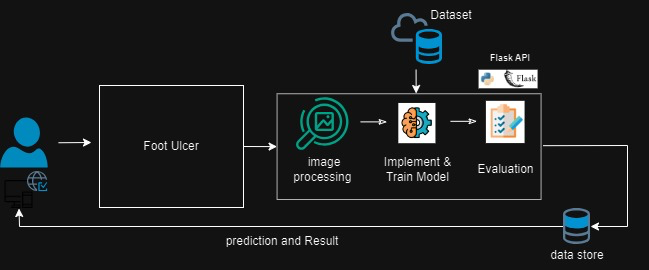 Dataset
Flask API
Flask
Foot Ulcer
image
processing
Implement &
Train Model
Evaluation
prediction and Result
data store